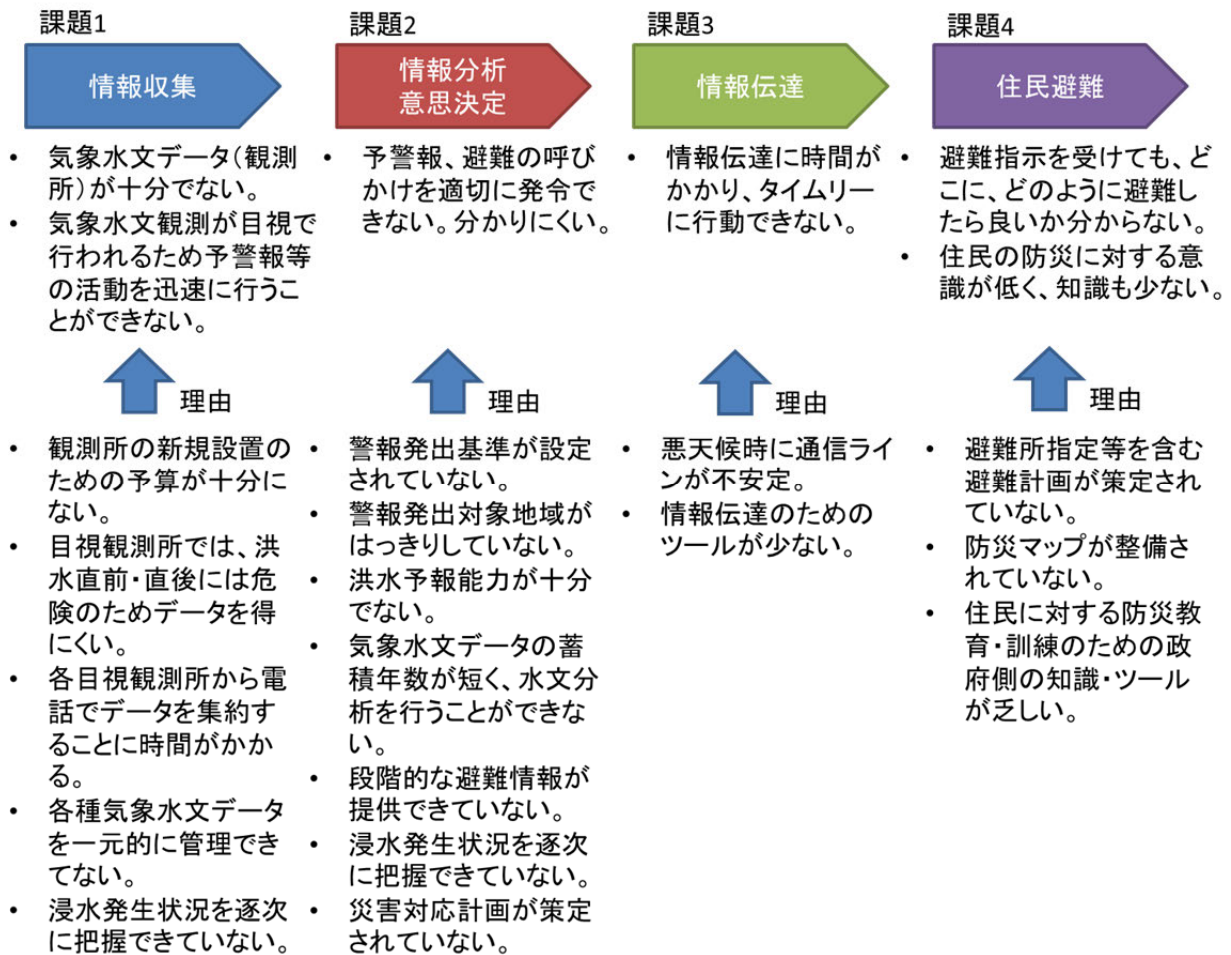 課題1
情報収集
• 気象水文データ（観測
所）が十分でない。
• 気象水文観測が目視で
行われるため予警報等
の活動を迅速に行うこ
とができない。
理由
• 観測所の新規設置の
ための予算が十分に
ない。
• 目視観測所では、洪
水直前・直後には危
険のためデータを得
にくい。
• 各目視観測所から電
話でデータを集約す
ることに時間がかか
る。
• 各種気象水文データ
を一元的に管理でき
てない。
• 浸水発生状況を逐次
に把握できていない。
課題2
情報分析
意思決定
• 予警報、避難の呼び
かけを適切に発令で
きない。分かりにくい。
理由
• 警報発出基準が設定
されていない。
• 警報発出対象地域が
はっきりしていない。
• 洪水予報能力が十分
でない。
• 気象水文データの蓄
積年数が短く、水文分
析を行うことができな
い。
• 段階的な避難情報が
提供できていない。
• 浸水発生状況を逐次
に把握できていない。
• 災害対応計画が策定
されていない。
課題3
情報伝達
• 情報伝達に時間が
かかり、タイムリー
に行動できない。
理由
• 悪天候時に通信ライ
ンが不安定。
• 情報伝達のための
ツールが少ない。
課題4
住民避難
• 避難指示を受けても、ど
こに、どのように避難し
たら良いか分からない。
• 住民の防災に対する意
識が低く、知識も少ない。
理由
• 避難所指定等を含む
避難計画が策定され
ていない。
• 防災マップが整備さ
れていない。
• 住民に対する防災教
育・訓練のための政
府側の知識・ツール
が乏しい。